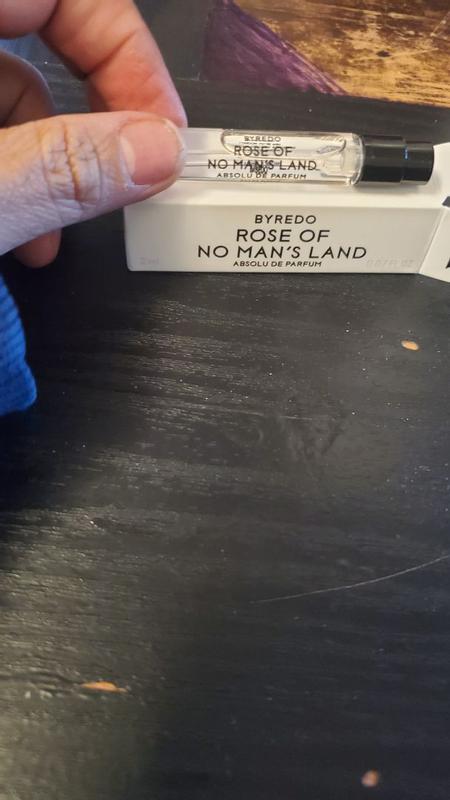 BYREDO
ROSE OF
NO MAN'S LAND
ABSOLU DE PARFUM
BYREDO
ROSE OF
NO MAN'S LAND
ABSOLU DE PARFUM